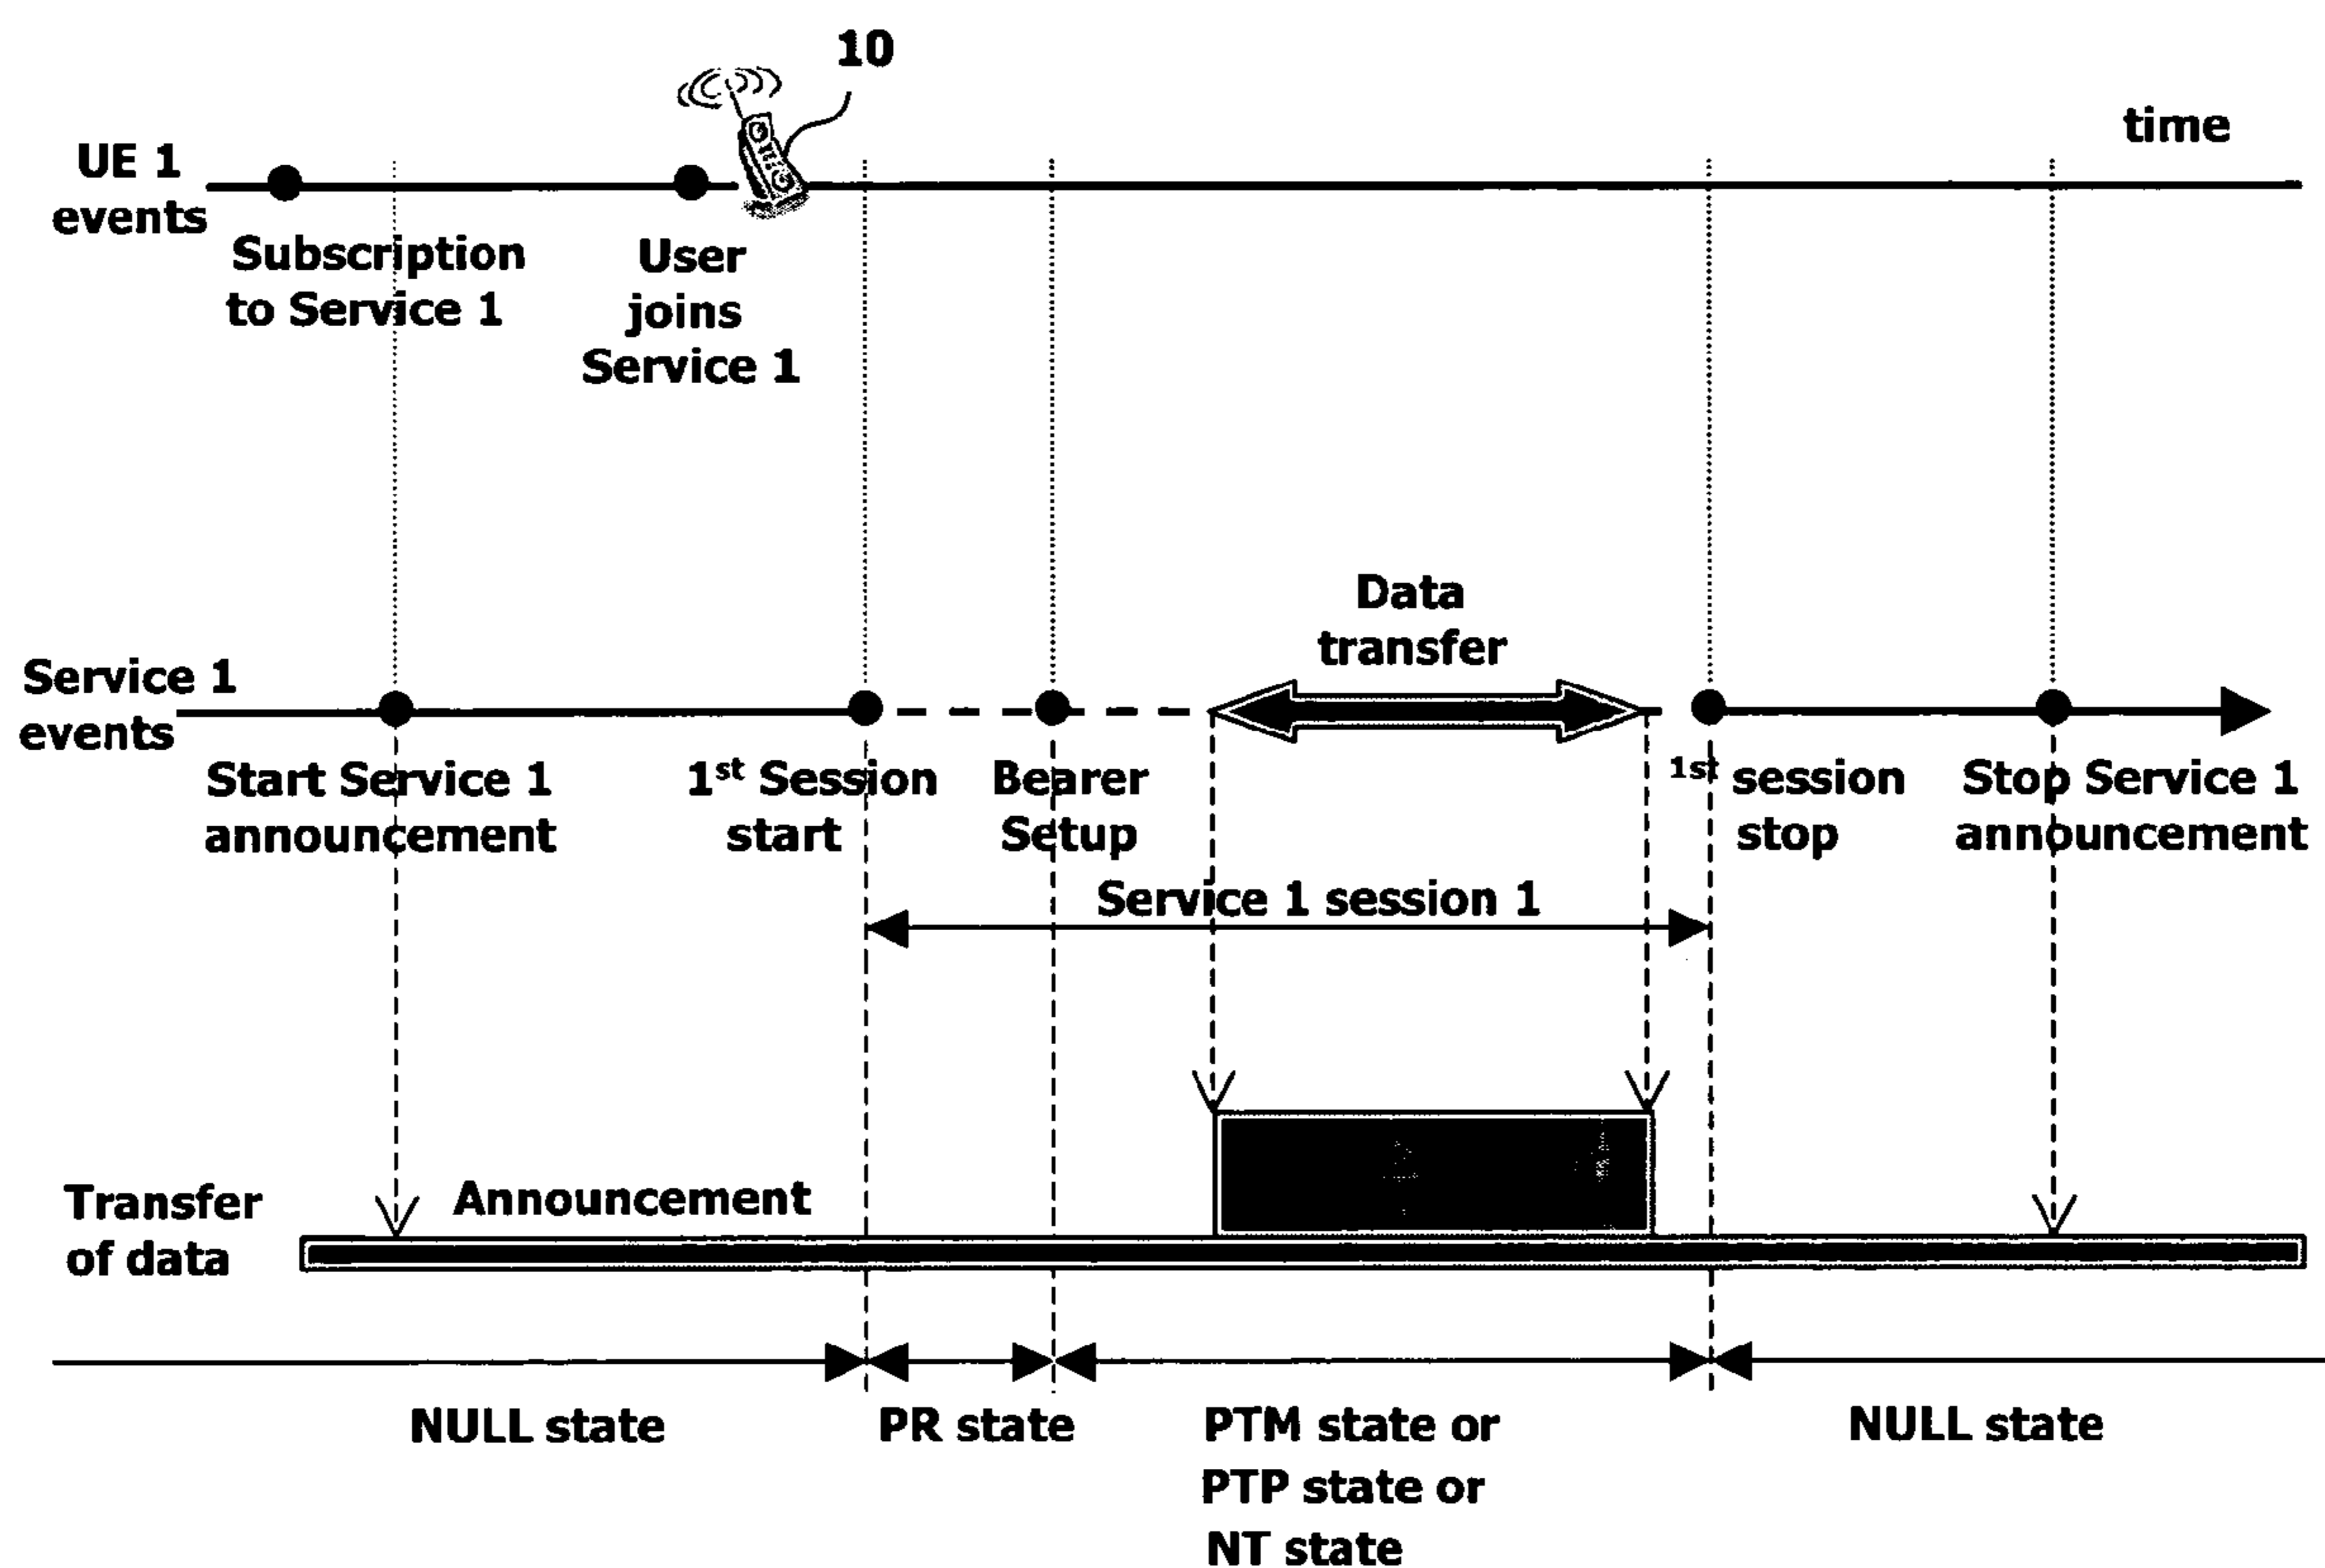 10
time
UE 1
events
Subscription
to Service 1
User
joins
Service 1
Data
transfer
Service 1
events
Start Service 1
announcement
1st Session
start
Bearer
Setup
1st session
stop
Stop Service 1
announcement
Service 1 session 1
Transfer
of data
Announcement
NULL state
PR state
PTM state or
PTP state or
NT state
NULL state